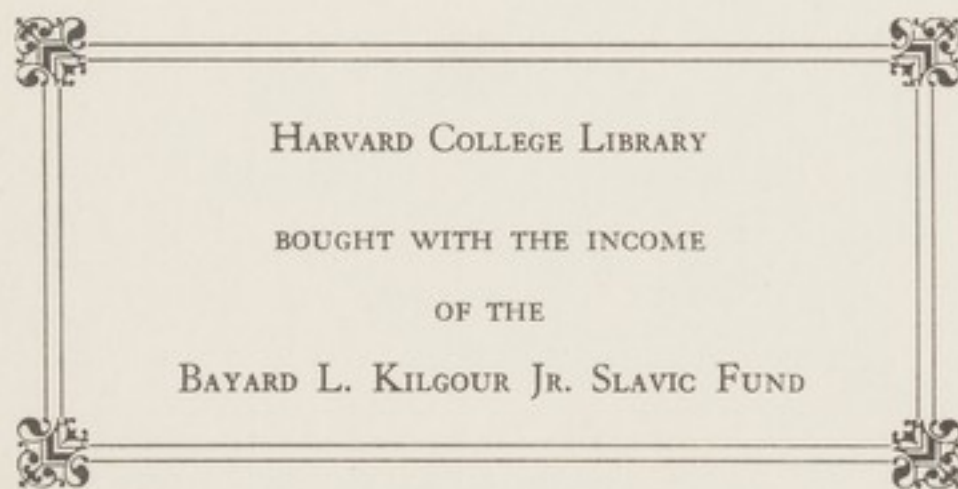 Harvard College Library
bought with the income
of the
Bayard L. Kilgour Jr. Slavic Fund